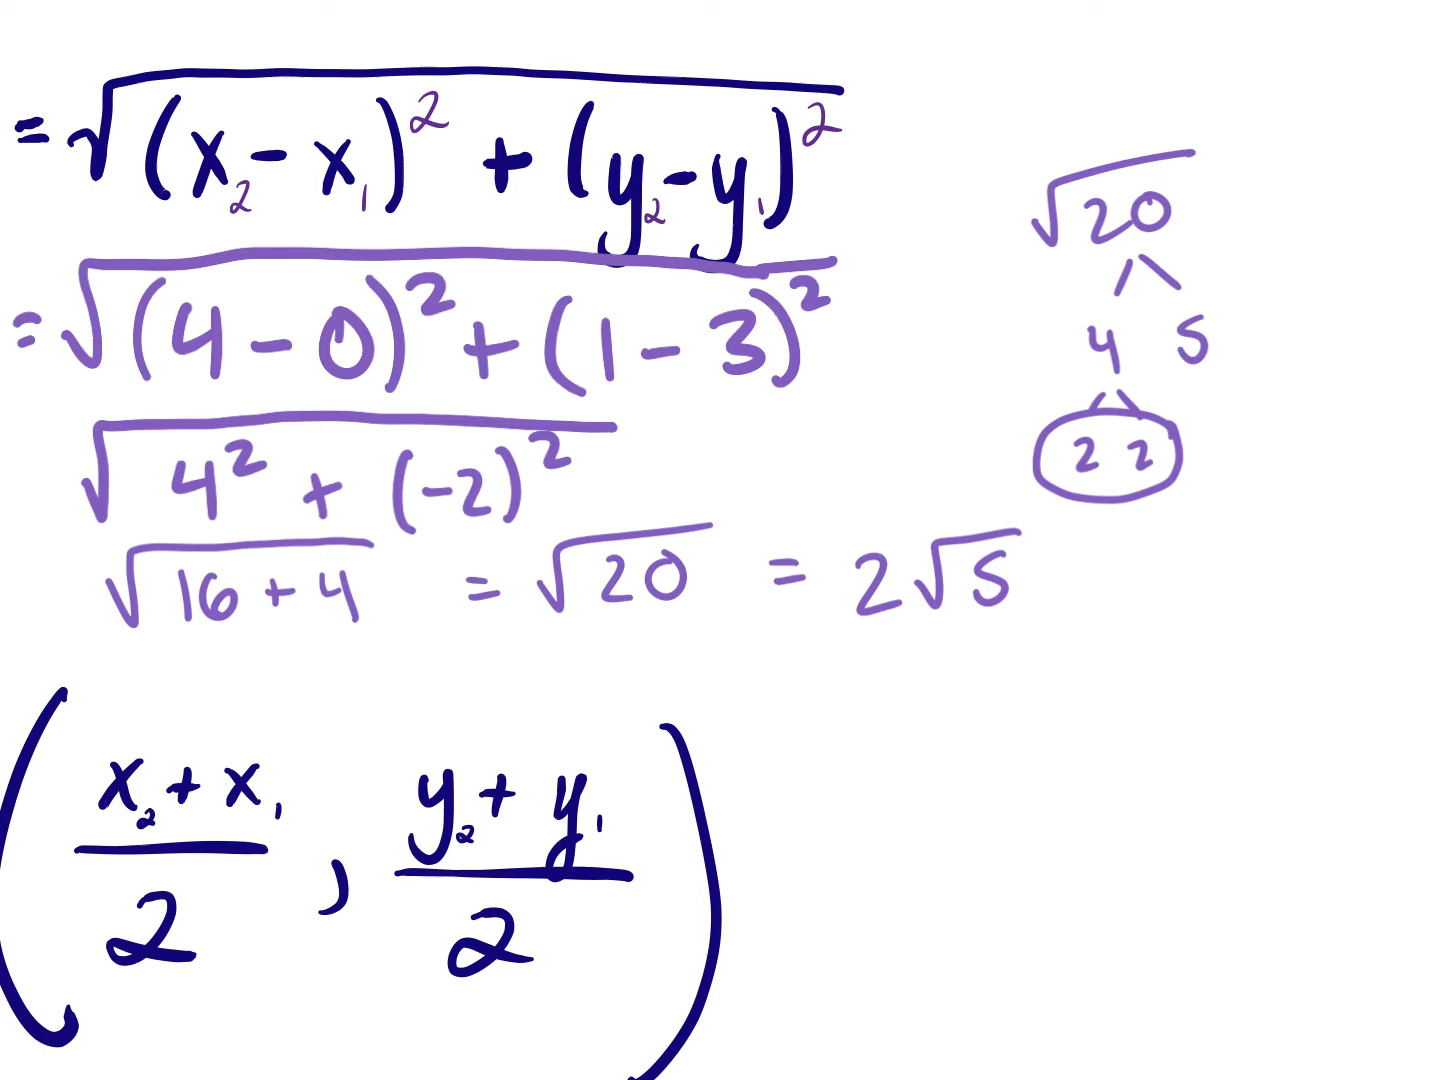 = √((x₂ - x₁)² + (y₂ - y₁)²)
= √((4 - 0)² + (1 - 3)²)
√(4² + (-2)²)
√(16 + 4) = √20 = 2√5
√20
4 5
2 2
((x₂ + x₁)/2 , (y₂ + y₁)/2)